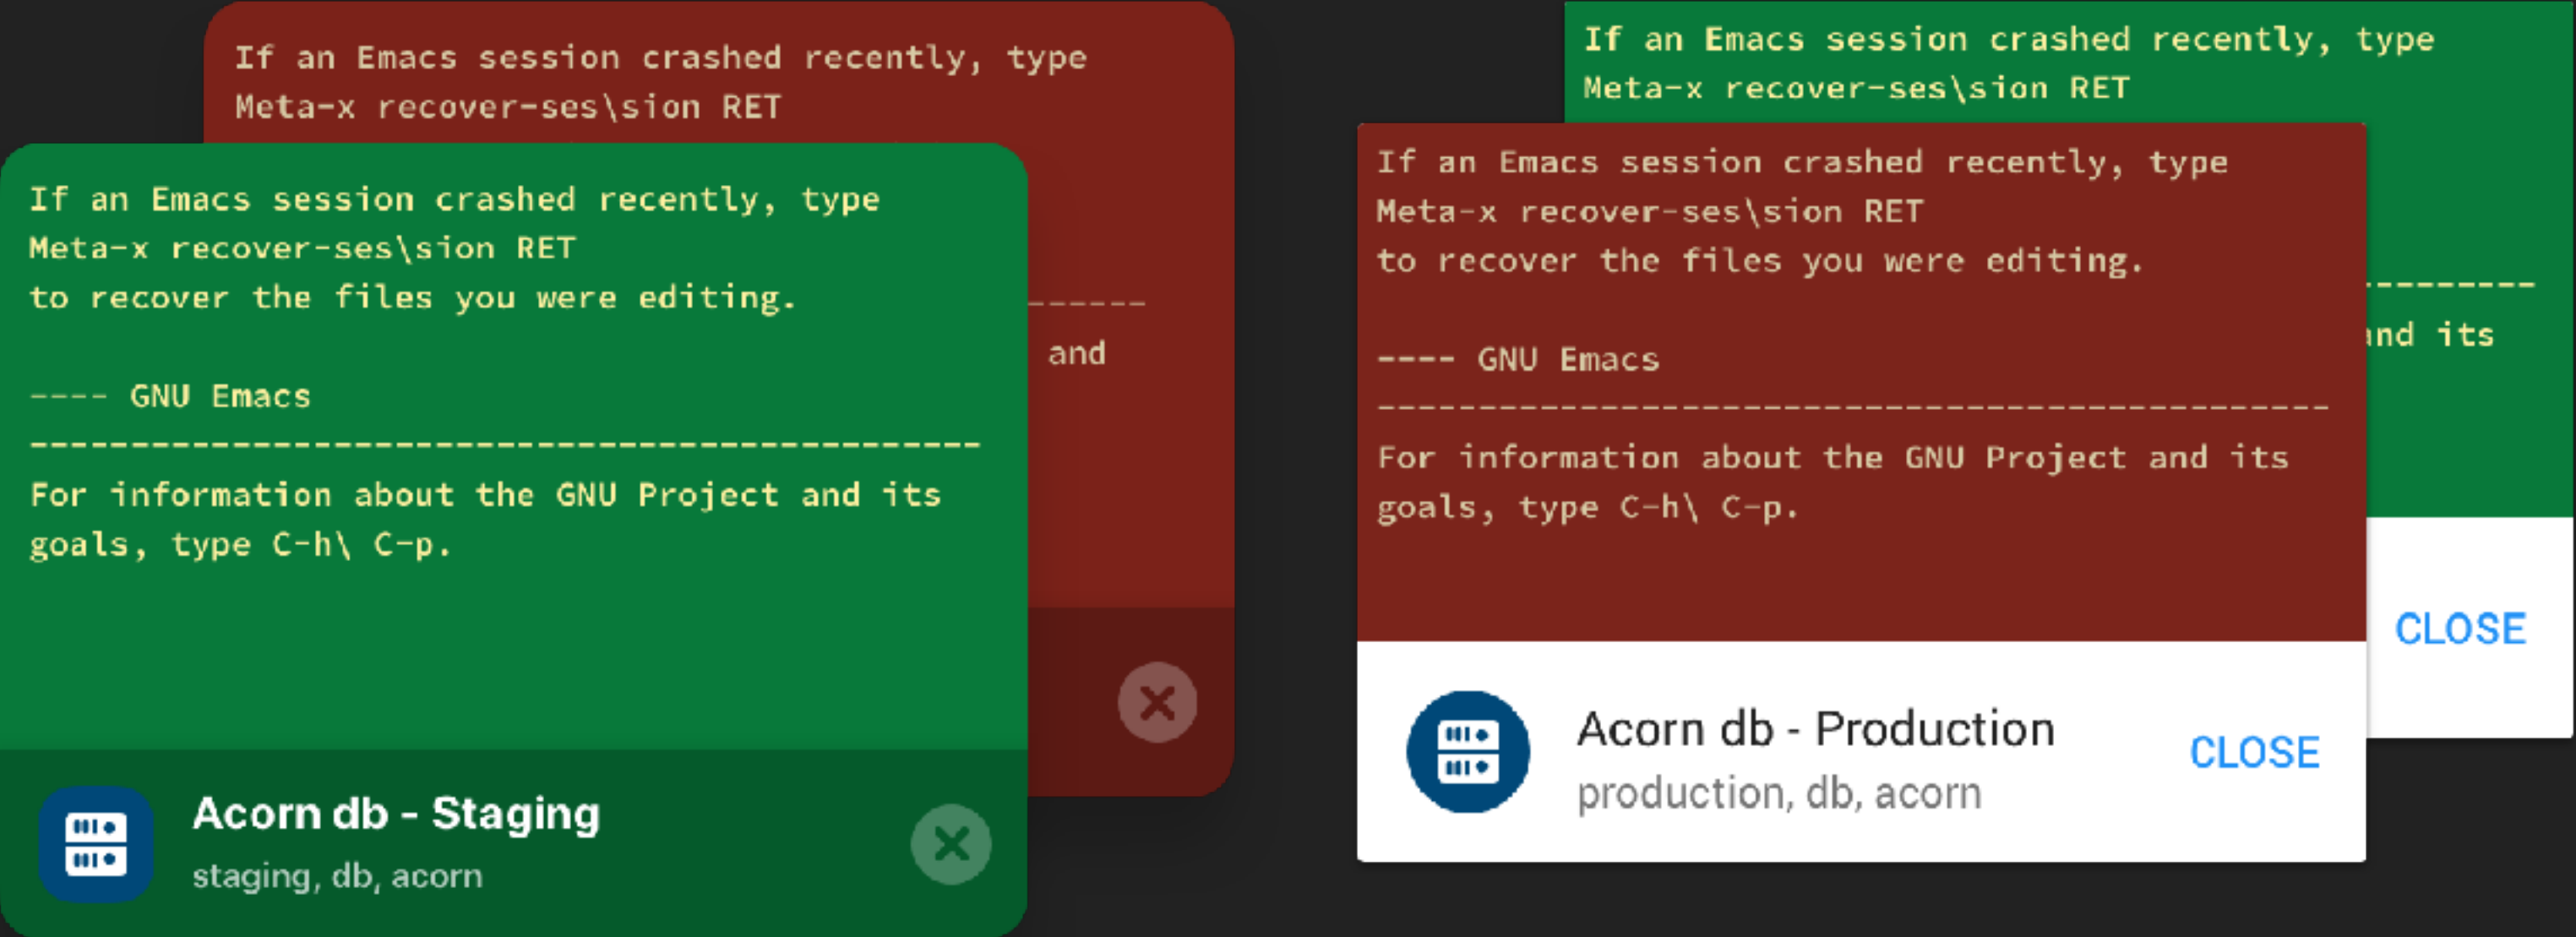 If an Emacs session crashed recently, type
Meta-x recover-ses\sion RET
------
and
If an Emacs session crashed recently, type
Meta-x recover-ses\sion RET
to recover the files you were editing.
---- GNU Emacs
-----------------------------------------------
For information about the GNU Project and its
goals, type C-h\ C-p.
Acorn db - Staging
staging, db, acorn
If an Emacs session crashed recently, type
Meta-x recover-ses\sion RET
---------
and its
CLOSE
If an Emacs session crashed recently, type
Meta-x recover-ses\sion RET
to recover the files you were editing.
---- GNU Emacs
-----------------------------------------------
For information about the GNU Project and its
goals, type C-h\ C-p.
Acorn db - Production
production, db, acorn
CLOSE